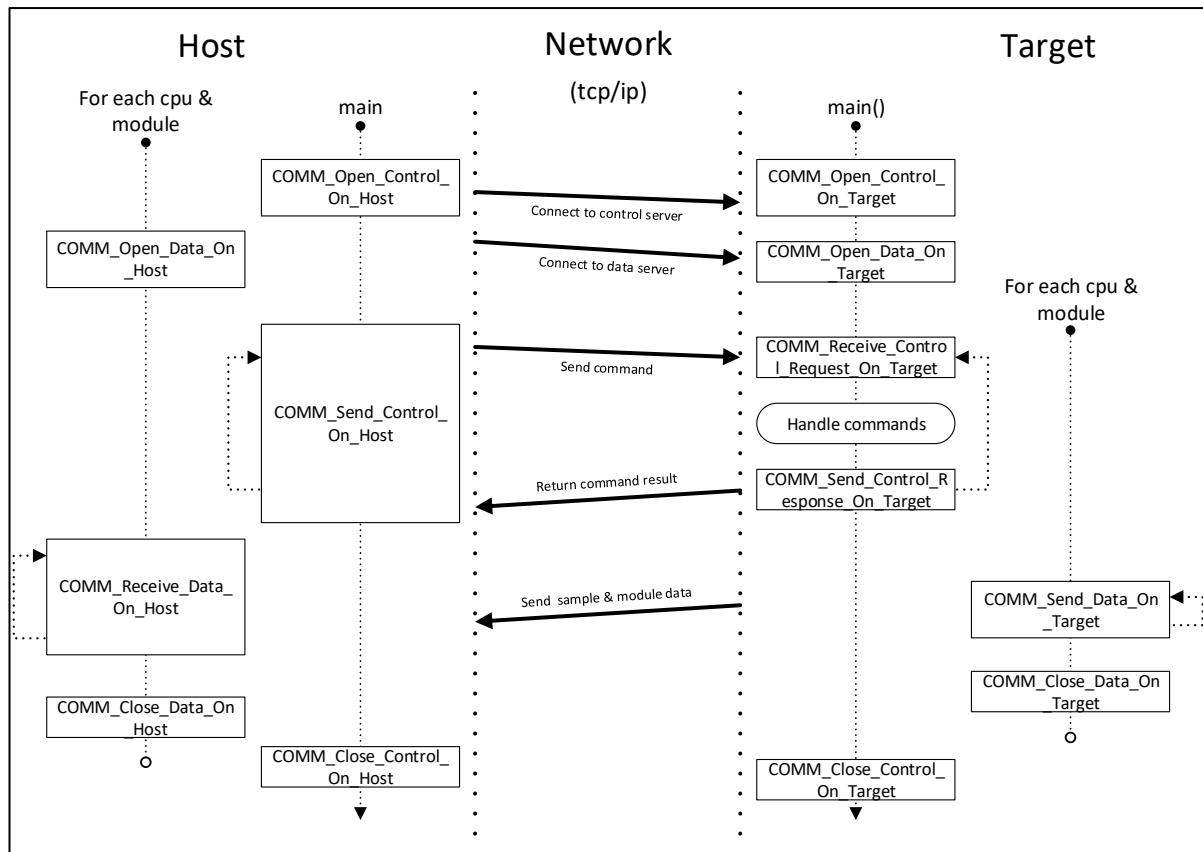 Host
Network
Target
(tcp/ip)
For each cpu &
module
main
main()
COMM_Open_Control_
On_Host
COMM_Open_Control_
On_Target
Connect to control server
COMM_Open_Data_On
_Host
COMM_Open_Data_On
_Target
Connect to data server
For each cpu &
module
COMM_Receive_Contro
l_Request_On_Target
Send command
COMM_Send_Control_
On_Host
Handle commands
Return command result
COMM_Send_Control_R
esponse_On_Target
COMM_Receive_Data_
On_Host
Send sample & module data
COMM_Send_Data_On
_Target
COMM_Close_Data_On
_Host
COMM_Close_Data_On
_Target
COMM_Close_Control_
On_Host
COMM_Close_Control_
On_Target